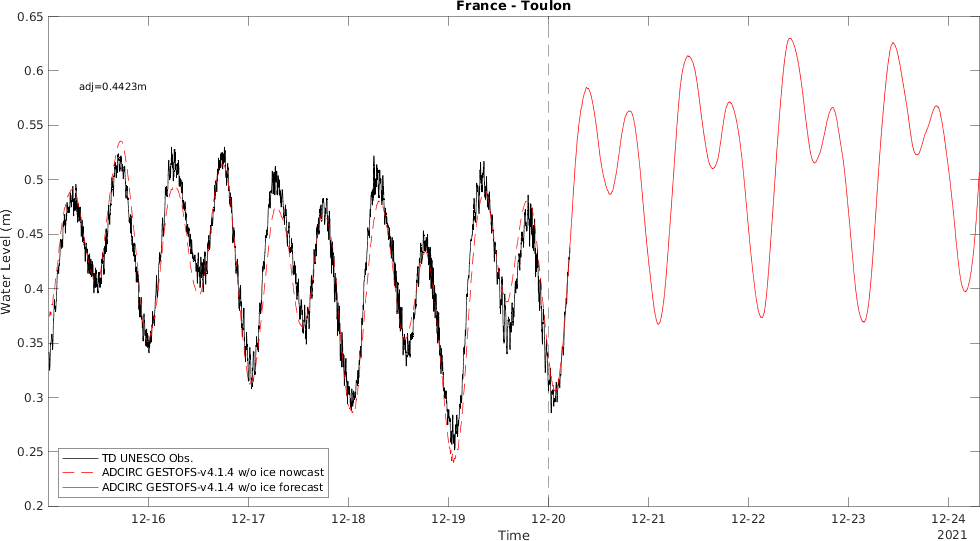 France - Toulon
0.65
0.6
adj=0.4423m
0.55
0.5
0.45
Water Level (m)
0.4
0.35
0.3
0.25
0.2
TD UNESCO Obs.
ADCIRC GESTOFS-v4.1.4 w/o ice nowcast
ADCIRC GESTOFS-v4.1.4 w/o ice forecast
12-16 12-17 12-18 12-19 12-20 12-21 12-22 12-23 12-24
2021
Time